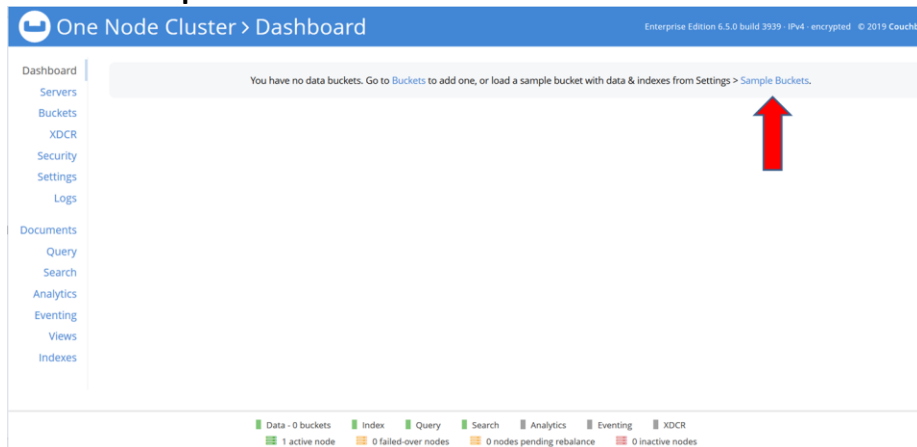 One Node Cluster > Dashboard
Enterprise Edition 6.5.0 build 3939 · IPv4 · encrypted © 2019 Couchb
Dashboard
Servers
Buckets
XDCR
Security
Settings
Logs
Documents
Query
Search
Analytics
Eventing
Views
Indexes
You have no data buckets. Go to Buckets to add one, or load a sample bucket with data & indexes from Settings > Sample Buckets.
Data - 0 buckets Index Query Search Analytics Eventing XDCR
1 active node 0 failed-over nodes 0 nodes pending rebalance 0 inactive nodes